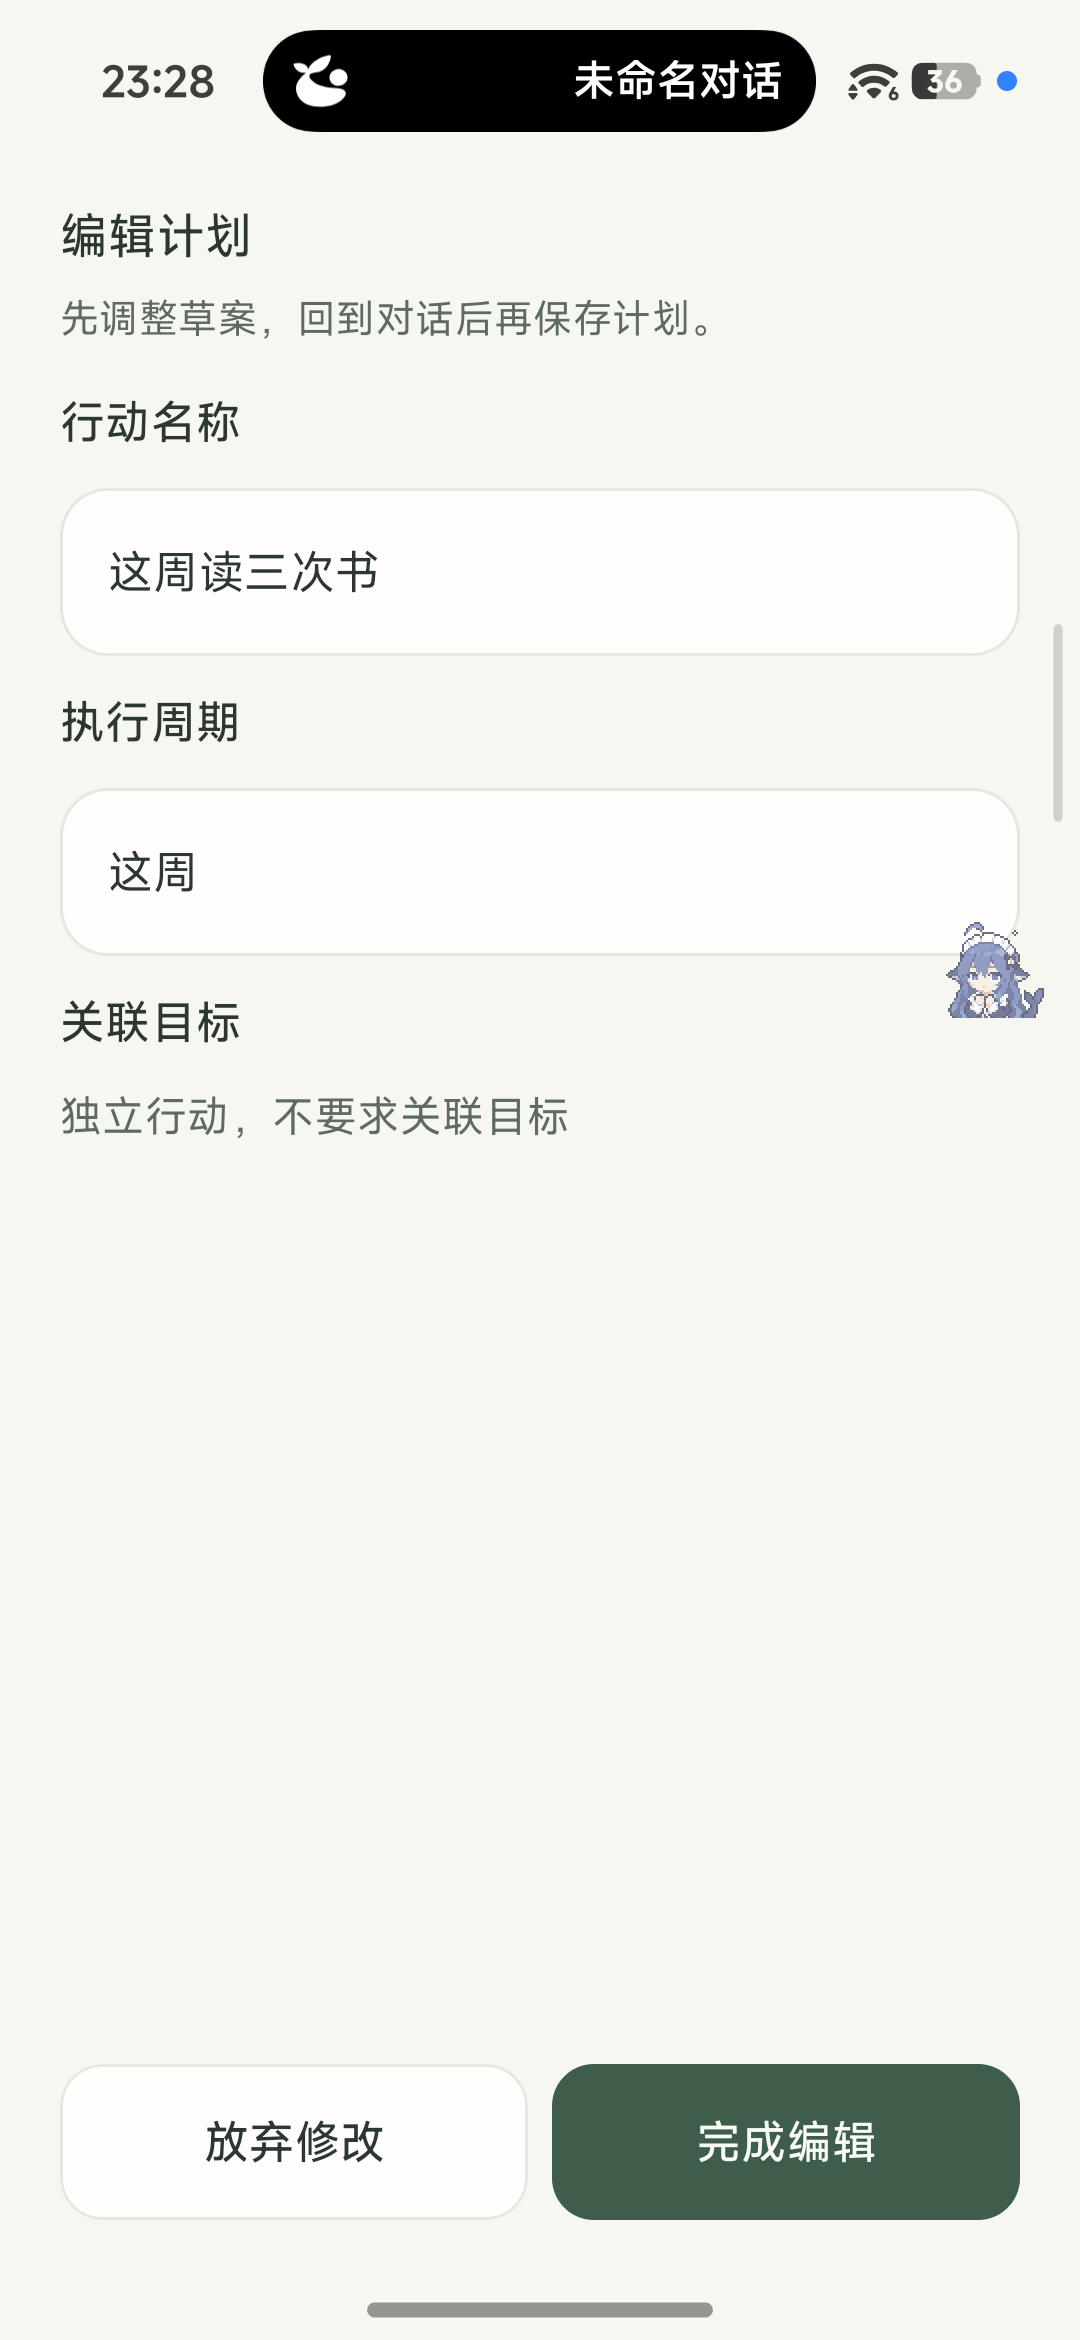 23:28
未命名对话
6
36
编辑计划
先调整草案，回到对话后再保存计划。
行动名称
这周读三次书
执行周期
这周
关联目标
独立行动，不要求关联目标
放弃修改
完成编辑